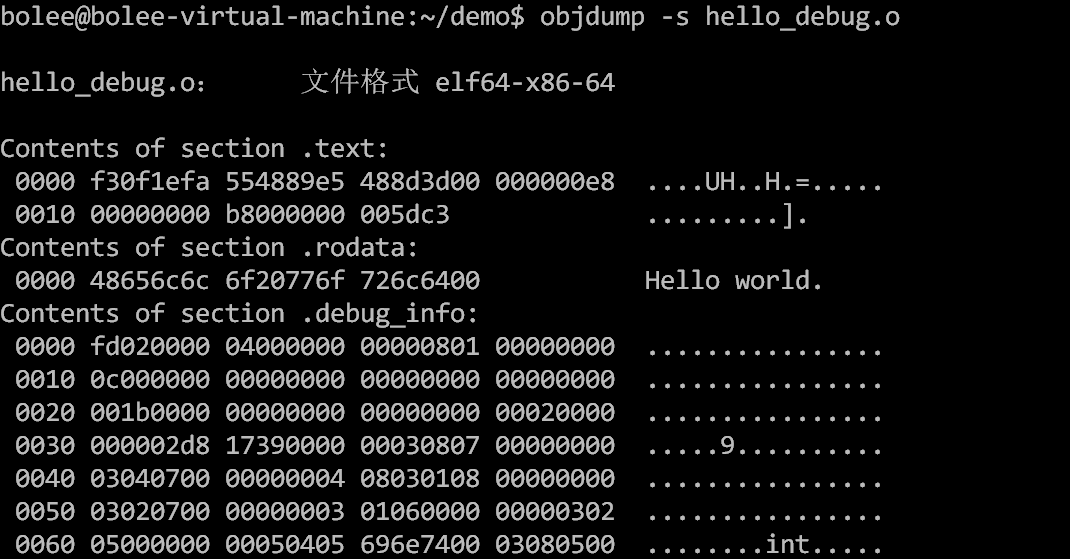 bolee@bolee-virtual-machine:~/demo$ objdump -s hello_debug.o
hello_debug.o：     文件格式 elf64-x86-64
Contents of section .text:
 0000 f30f1efa 554889e5 488d3d00 000000e8  ....UH..H.=.....
 0010 00000000 b8000000 005dc3             .........].
Contents of section .rodata:
 0000 48656c6c 6f20776f 726c6400           Hello world.
Contents of section .debug_info:
 0000 fd020000 04000000 00000801 00000000  ................
 0010 0c000000 00000000 00000000 00000000  ................
 0020 001b0000 00000000 00000000 00020000  ................
 0030 000002d8 17390000 00030807 00000000  .....9..........
 0040 03040700 00000004 08030108 00000000  ................
 0050 03020700 00000003 01060000 00000302  ................
 0060 05000000 00050405 696e7400 03080500  ........int.....